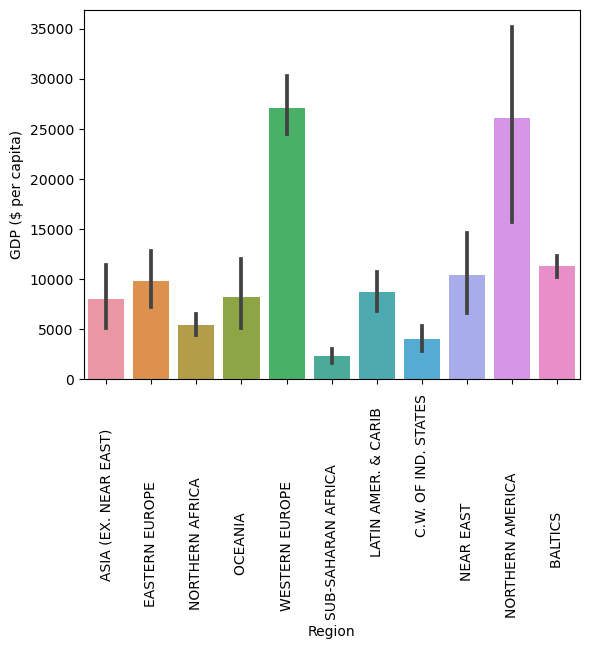 35000
30000
25000
20000
15000
10000
5000
0
GDP ($ per capita)
ASIA (EX. NEAR EAST)
EASTERN EUROPE
NORTHERN AFRICA
OCEANIA
WESTERN EUROPE
SUB-SAHARAN AFRICA
LATIN AMER. & CARIB
C.W. OF IND. STATES
NEAR EAST
NORTHERN AMERICA
BALTICS
Region